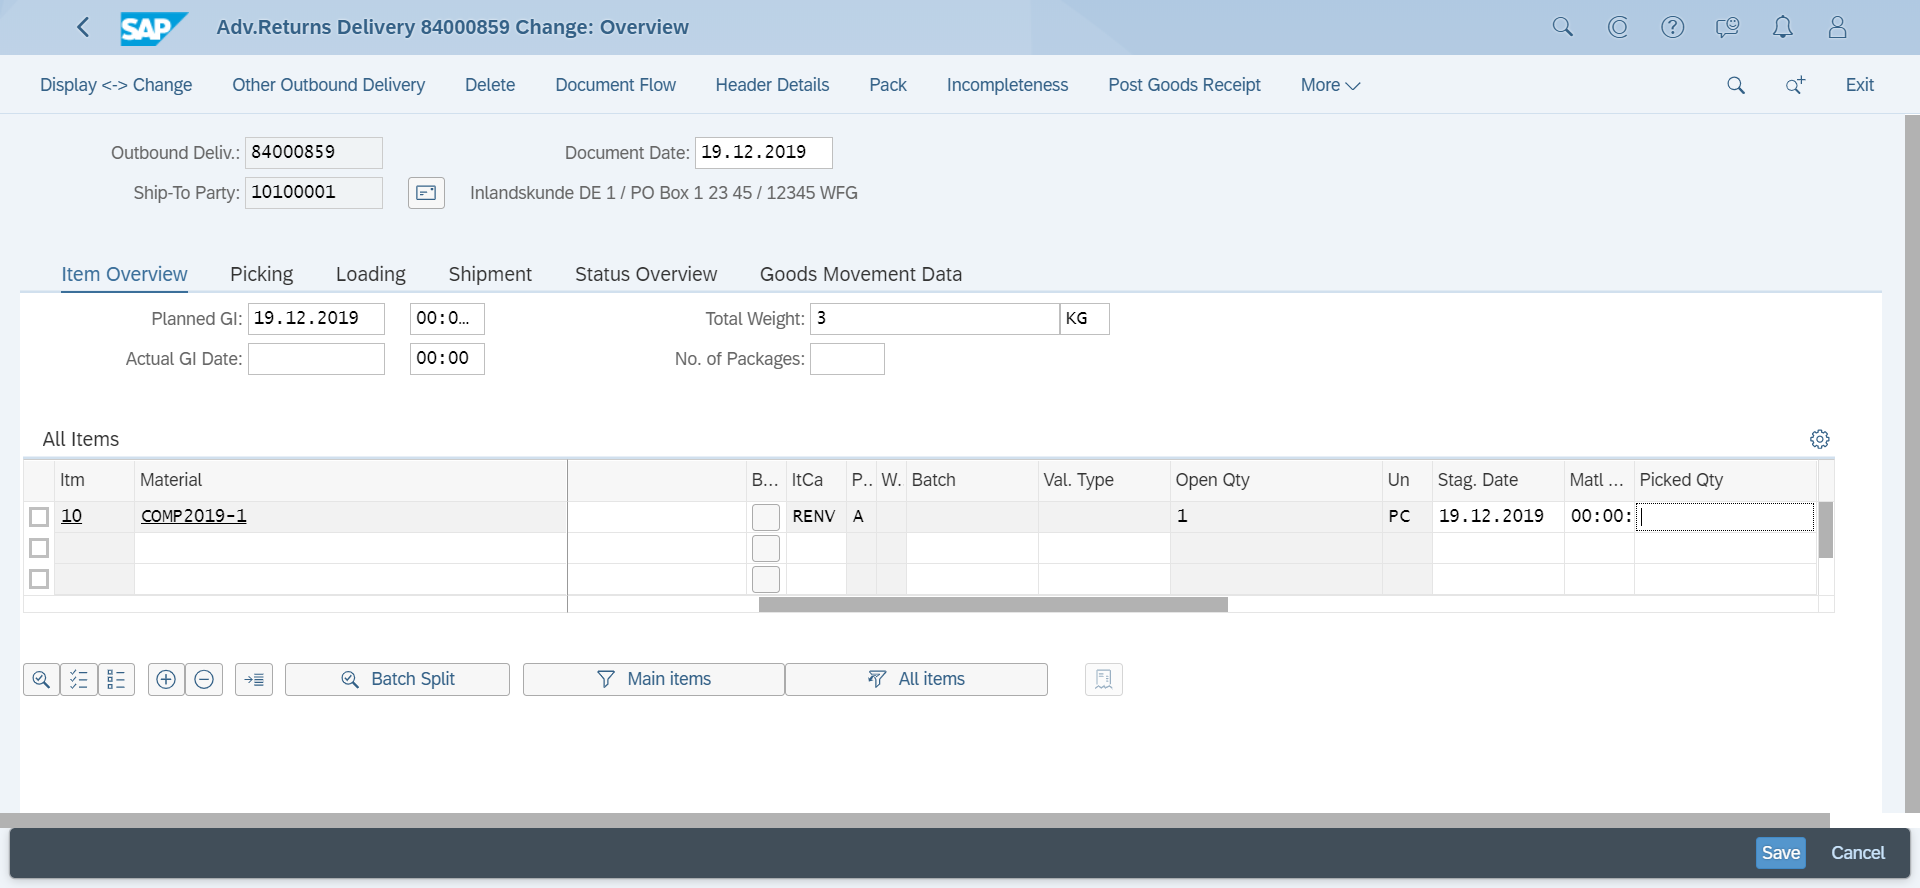 SAP Adv.Returns Delivery 84000859 Change: Overview
Display <-> Change Other Outbound Delivery Delete Document Flow Header Details Pack Incompleteness Post Goods Receipt More Exit
Outbound Deliv.: 84000859 Document Date: 19.12.2019
Ship-To Party: 10100001 Inlandskunde DE 1 / PO Box 1 23 45 / 12345 WFG
Item Overview Picking Loading Shipment Status Overview Goods Movement Data
Planned GI: 19.12.2019 00:0... Total Weight: 3 KG
Actual GI Date: 00:00 No. of Packages:
All Items
Itm Material B... ItCa P.. W. Batch Val. Type Open Qty Un Stag. Date Matl ... Picked Qty
10 COMP2019-1 RENV A 1 PC 19.12.2019 00:00:
Batch Split Main items All items
Save Cancel